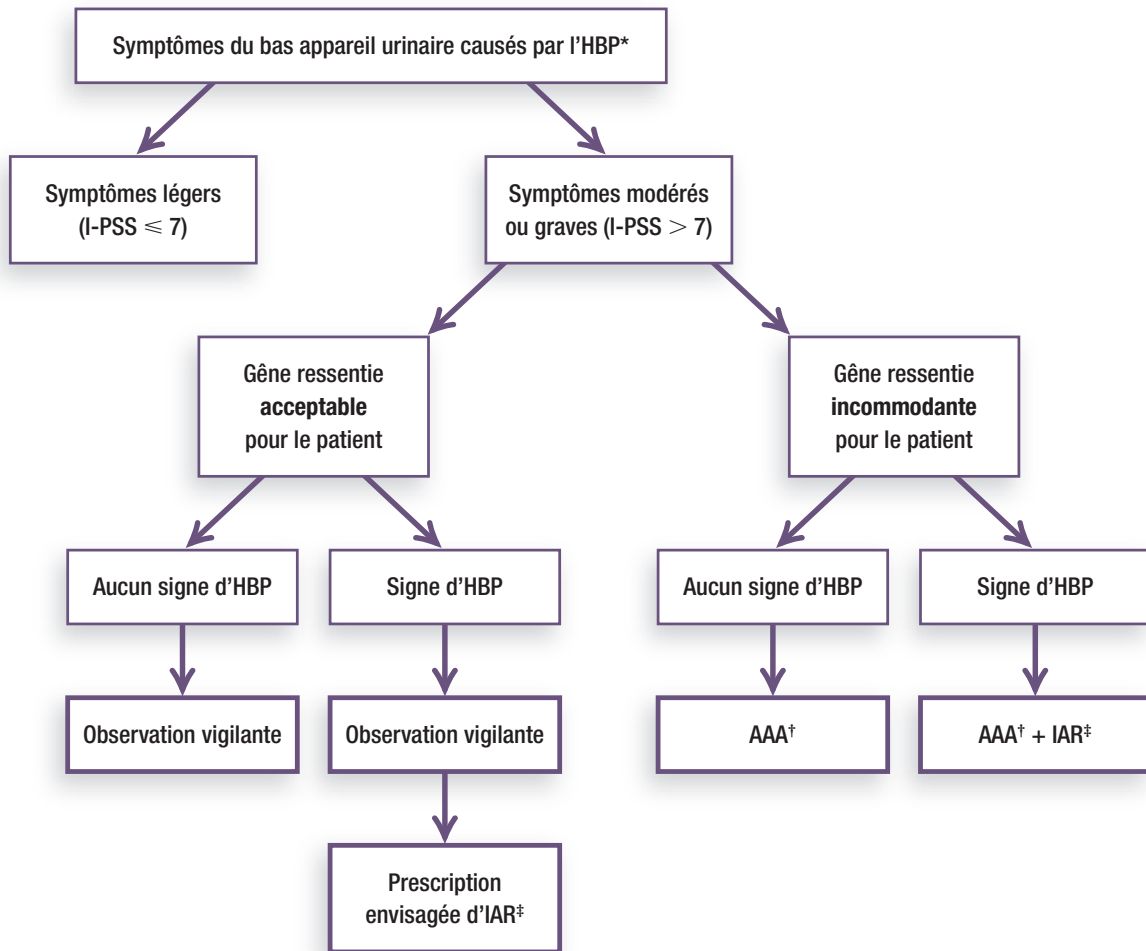 Symptômes du bas appareil urinaire causés par l'HBP*
Symptômes légers
(I-PSS ⩽ 7)
Symptômes modérés
ou graves (I-PSS > 7)
Gêne ressentie
acceptable
pour le patient
Gêne ressentie
incommodante
pour le patient
Aucun signe d'HBP
Signe d'HBP
Aucun signe d'HBP
Signe d'HBP
Observation vigilante
Observation vigilante
AAA†
AAA† + IAR‡
Prescription
envisagée d'IAR‡